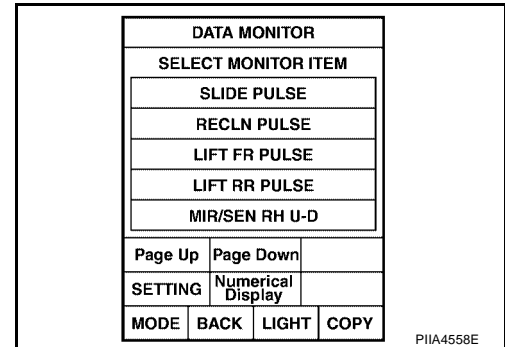 DATA MONITOR
SELECT MONITOR ITEM
SLIDE PULSE
RECLN PULSE
LIFT FR PULSE
LIFT RR PULSE
MIR/SEN RH U-D
Page Up Page Down
SETTING Numerical Display
MODE BACK LIGHT COPY
PIIA4558E